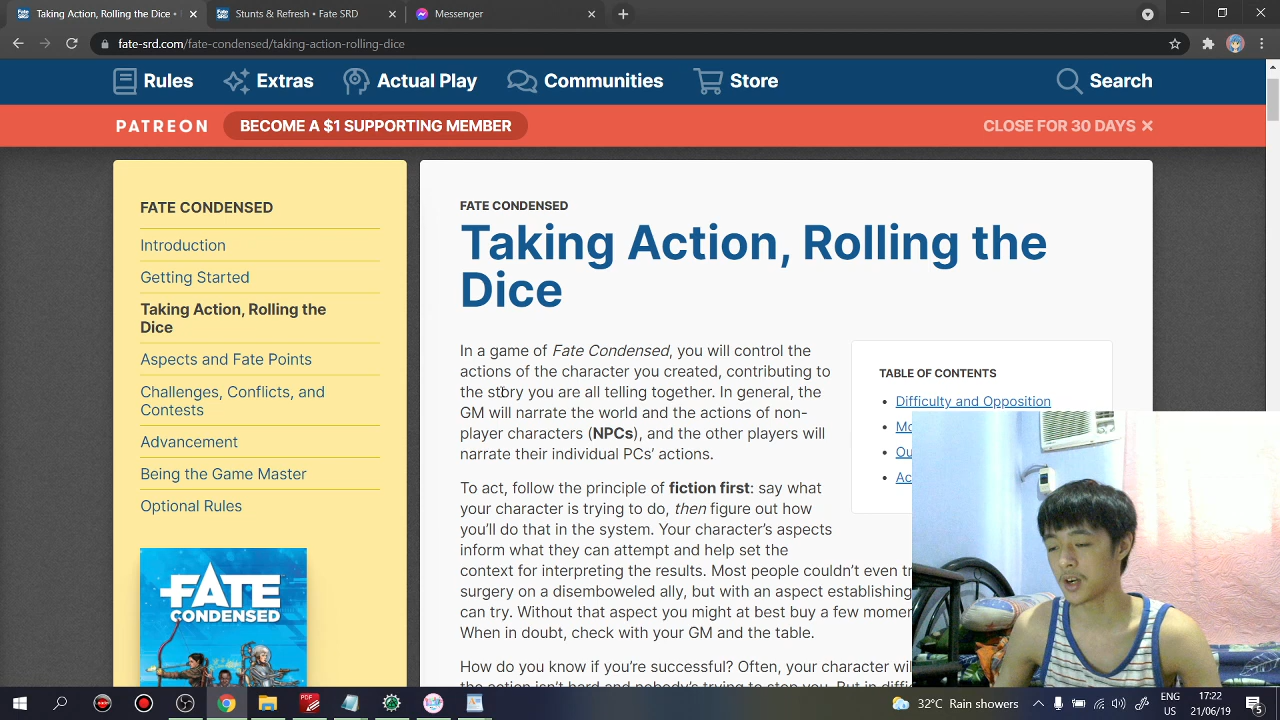 Taking Action, Rolling the Dice •
Stunts & Refresh • Fate SRD
Messenger
fate-srd.com/fate-condensed/taking-action-rolling-dice
Rules
Extras
Actual Play
Communities
Store
Search
PATREON
BECOME A $1 SUPPORTING MEMBER
CLOSE FOR 30 DAYS ×
FATE CONDENSED
Introduction
Getting Started
Taking Action, Rolling the
Dice
Aspects and Fate Points
Challenges, Conflicts, and
Contests
Advancement
Being the Game Master
Optional Rules
FATE
CONDENSED
FATE CONDENSED
Taking Action, Rolling the
Dice
In a game of Fate Condensed, you will control the
actions of the character you created, contributing to
the story you are all telling together. In general, the
GM will narrate the world and the actions of non-
player characters (NPCs), and the other players will
narrate their individual PCs’ actions.
To act, follow the principle of fiction first: say what
your character is trying to do, then figure out how
you’ll do that in the system. Your character’s aspects
inform what they can attempt and help set the
context for interpreting the results. Most people couldn’t even
surgery on a disemboweled ally, but with an aspect establishing
can try. Without that aspect you might at best buy a few
When in doubt, check with your GM and the table.
How do you know if you’re successful? Often, your character
TABLE OF CONTENTS
• Difficulty and Opposition
32°C Rain showers
ENG
US
17:22
21/06/19